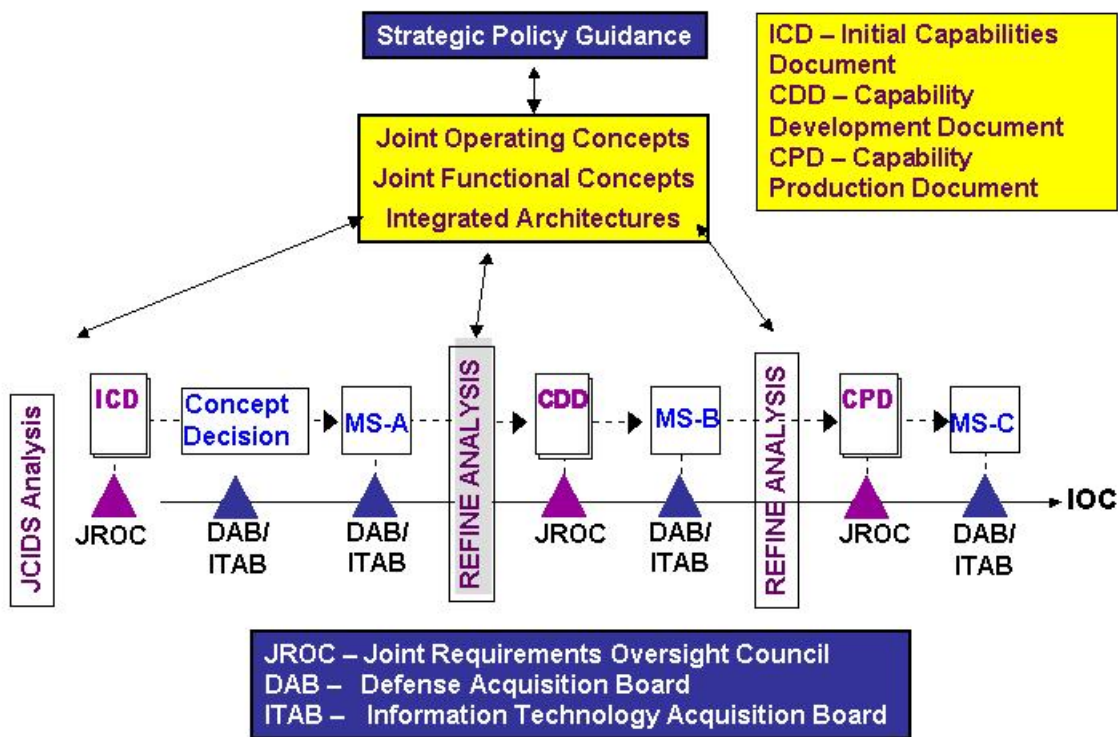 Strategic Policy Guidance
ICD – Initial Capabilities
Document
CDD – Capability
Development Document
CPD – Capability
Production Document
Joint Operating Concepts
Joint Functional Concepts
Integrated Architectures
JCIDS Analysis
ICD
Concept
Decision
MS-A
REFINE ANALYSIS
CDD
MS-B
REFINE ANALYSIS
CPD
MS-C
IOC
JROC
DAB/
ITAB
DAB/
ITAB
JROC
DAB/
ITAB
JROC
DAB/
ITAB
JROC – Joint Requirements Oversight Council
DAB – Defense Acquisition Board
ITAB – Information Technology Acquisition Board